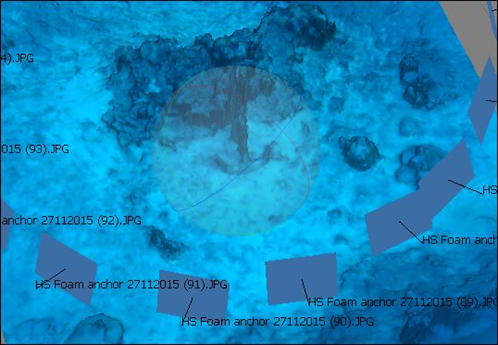 4).JPG
015 (93).JPG
HS
anchor 27112015 (92).JPG
HS Foam anch
HS Foam anchor 27112015 (91).JPG
HS Foam anchor 27112015 (89).JPG
HS Foam anchor 27112015 (90).JPG